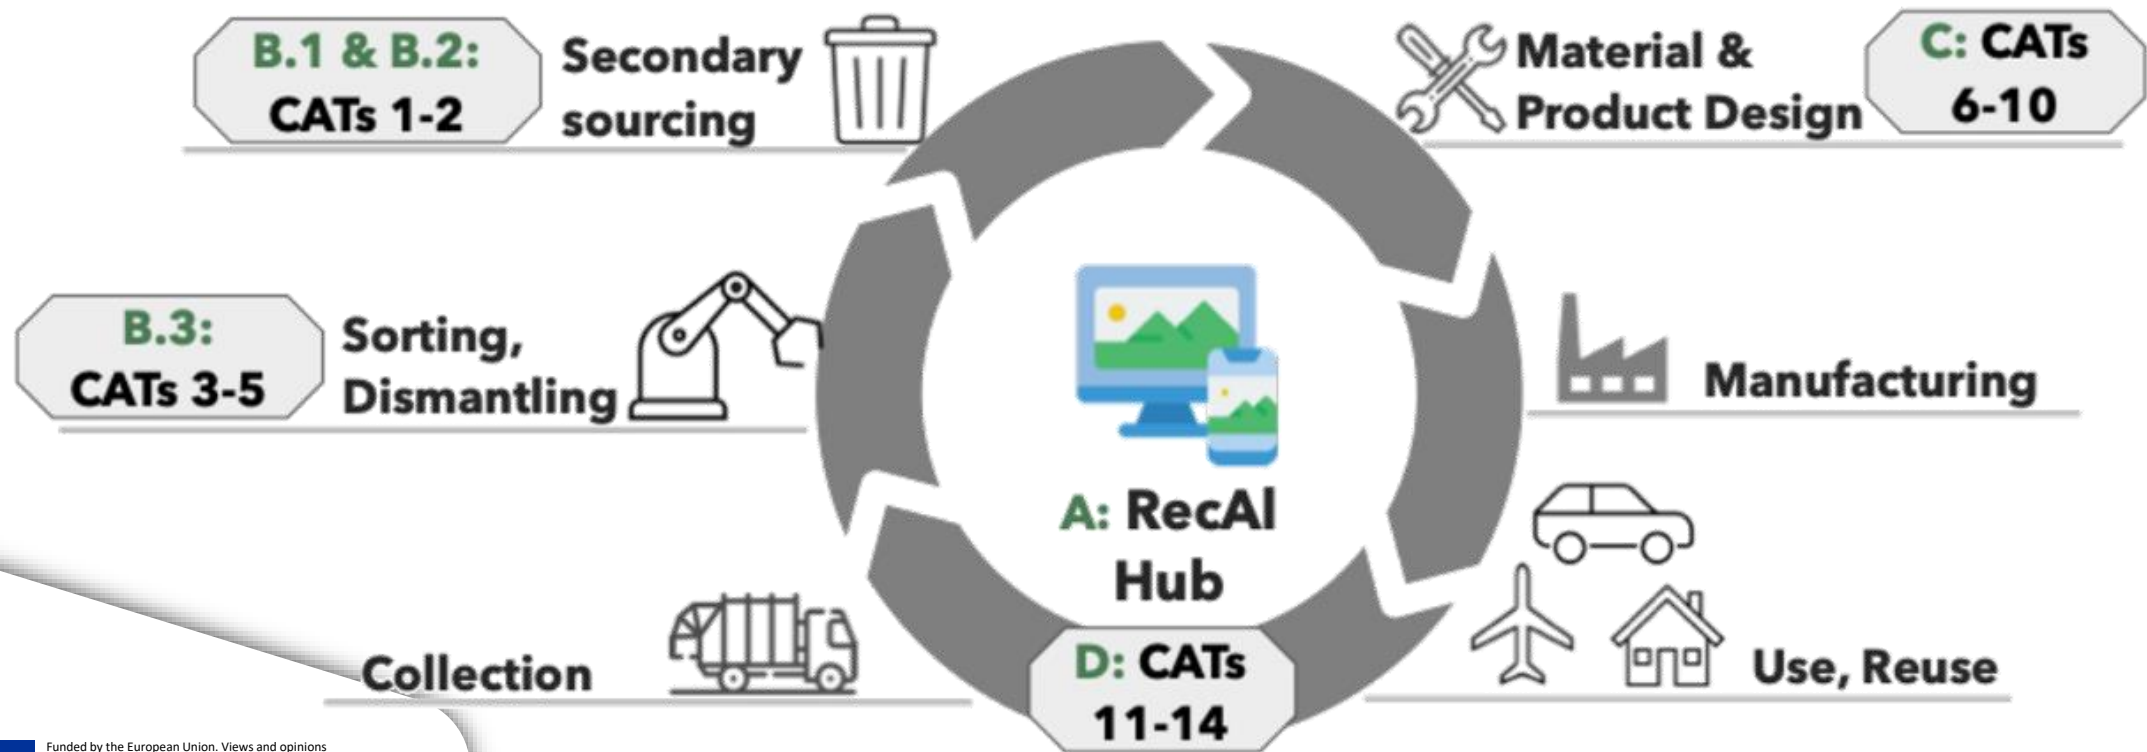 B.1 & B.2:
CATs 1-2
Secondary
sourcing
Material &
Product Design
C: CATs
6-10
B.3:
CATs 3-5
Sorting,
Dismantling
Manufacturing
A: RecAl
Hub
Collection
D: CATs
11-14
Use, Reuse
Funded by the European Union. Views and opinions